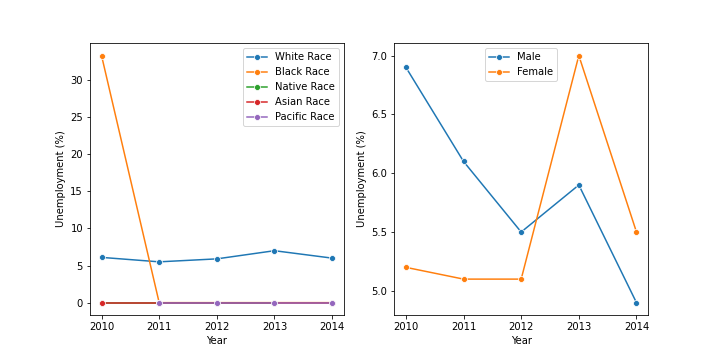 White Race
Black Race
Native Race
Asian Race
Pacific Race
Unemployment (%)
30
25
20
15
10
5
0
2010 2011 2012 2013 2014
Year
Male
Female
Unemployment (%)
7.0
6.5
6.0
5.5
5.0
2010 2011 2012 2013 2014
Year